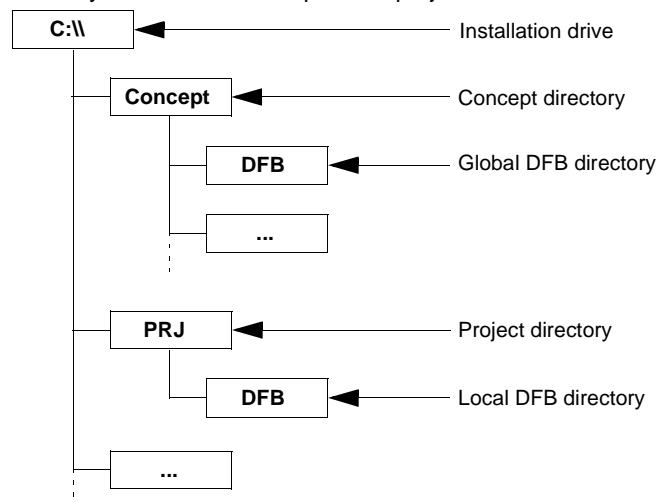 C:\\ Installation drive
Concept Concept directory
DFB Global DFB directory
...
PRJ Project directory
DFB Local DFB directory
...